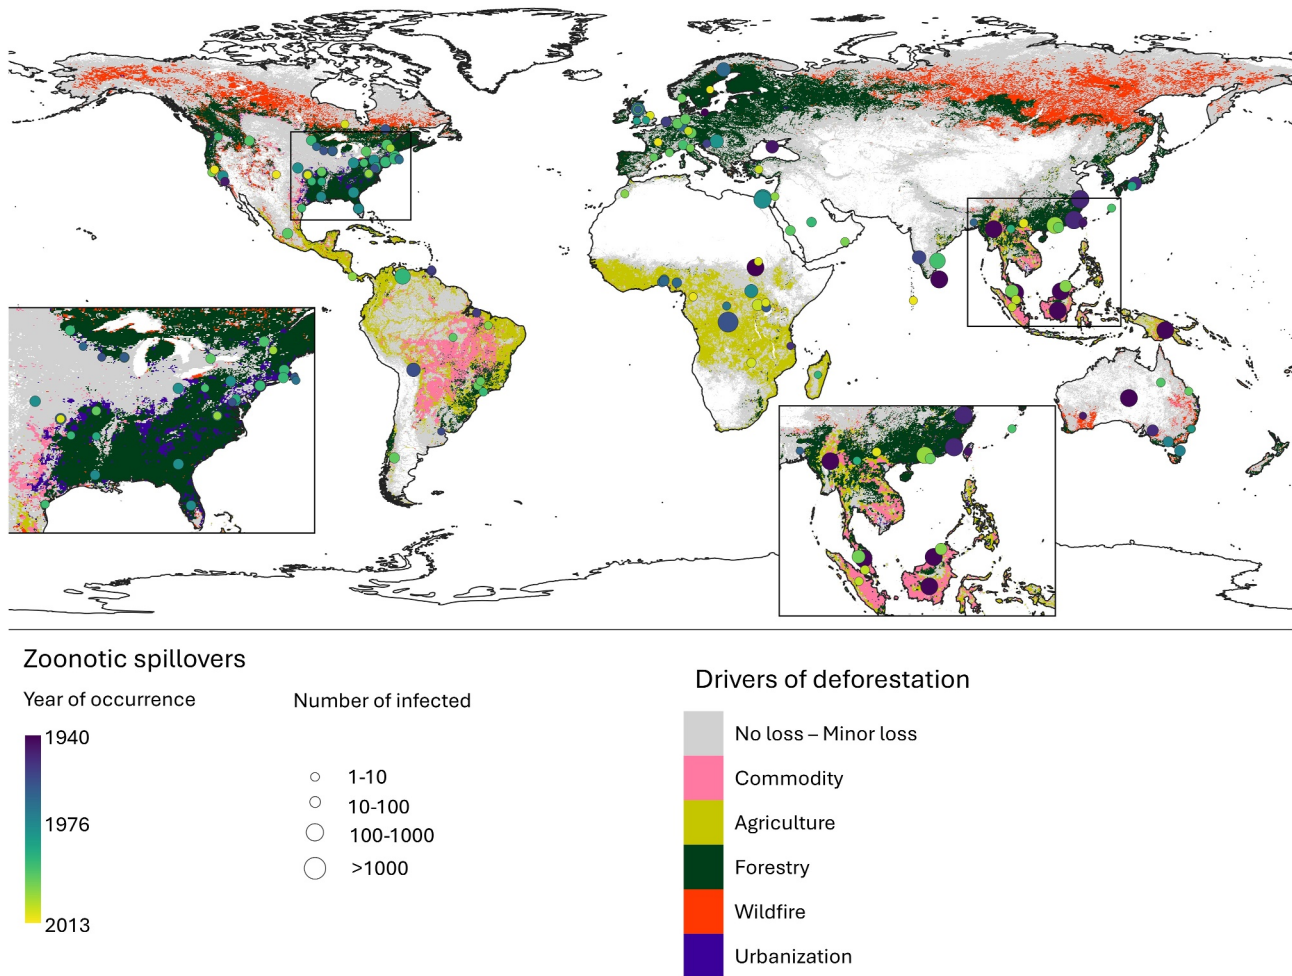 Zoonotic spillovers
Year of occurrence
1940
1976
2013
Number of infected
1-10
10-100
100-1000
>1000
Drivers of deforestation
No loss – Minor loss
Commodity
Agriculture
Forestry
Wildfire
Urbanization